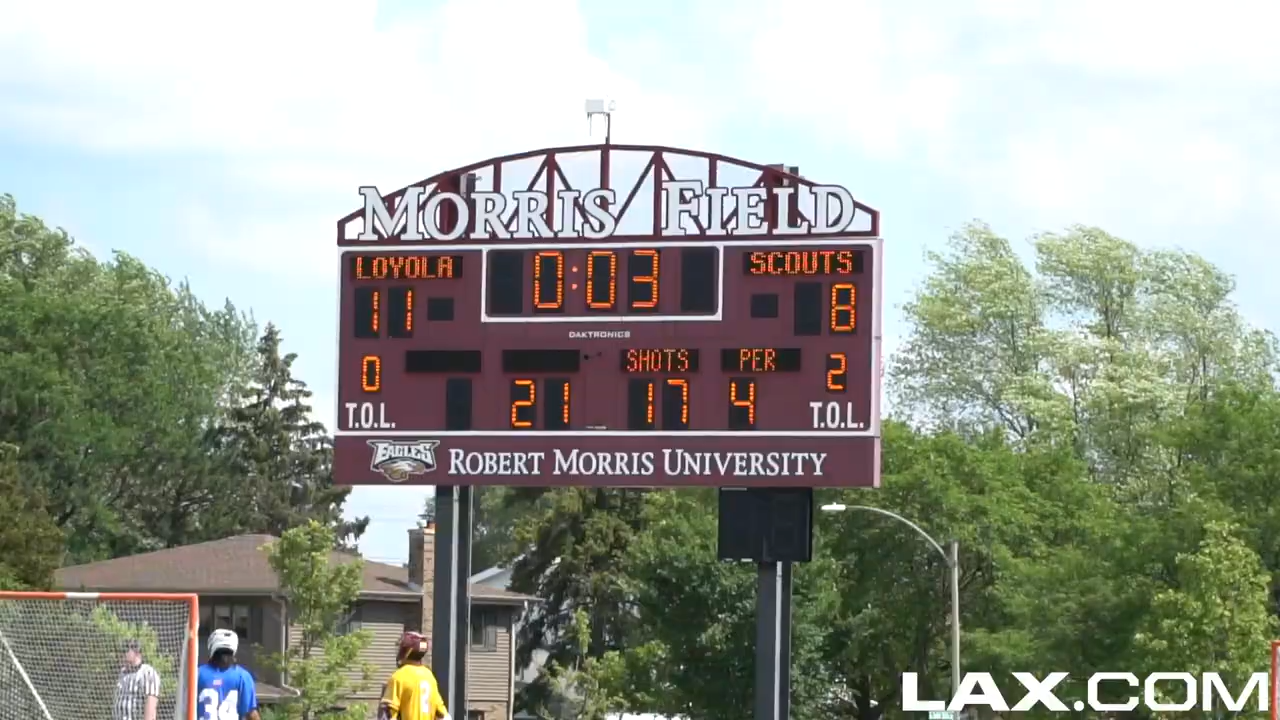 MORRIS FIELD
LOYOLA 0:03 SCOUTS
11 8
DAKTRONICS
SHOTS PER
0 2
21 17 4
T.O.L. T.O.L.
EAGLES ROBERT MORRIS UNIVERSITY
34
2
LAX.COM